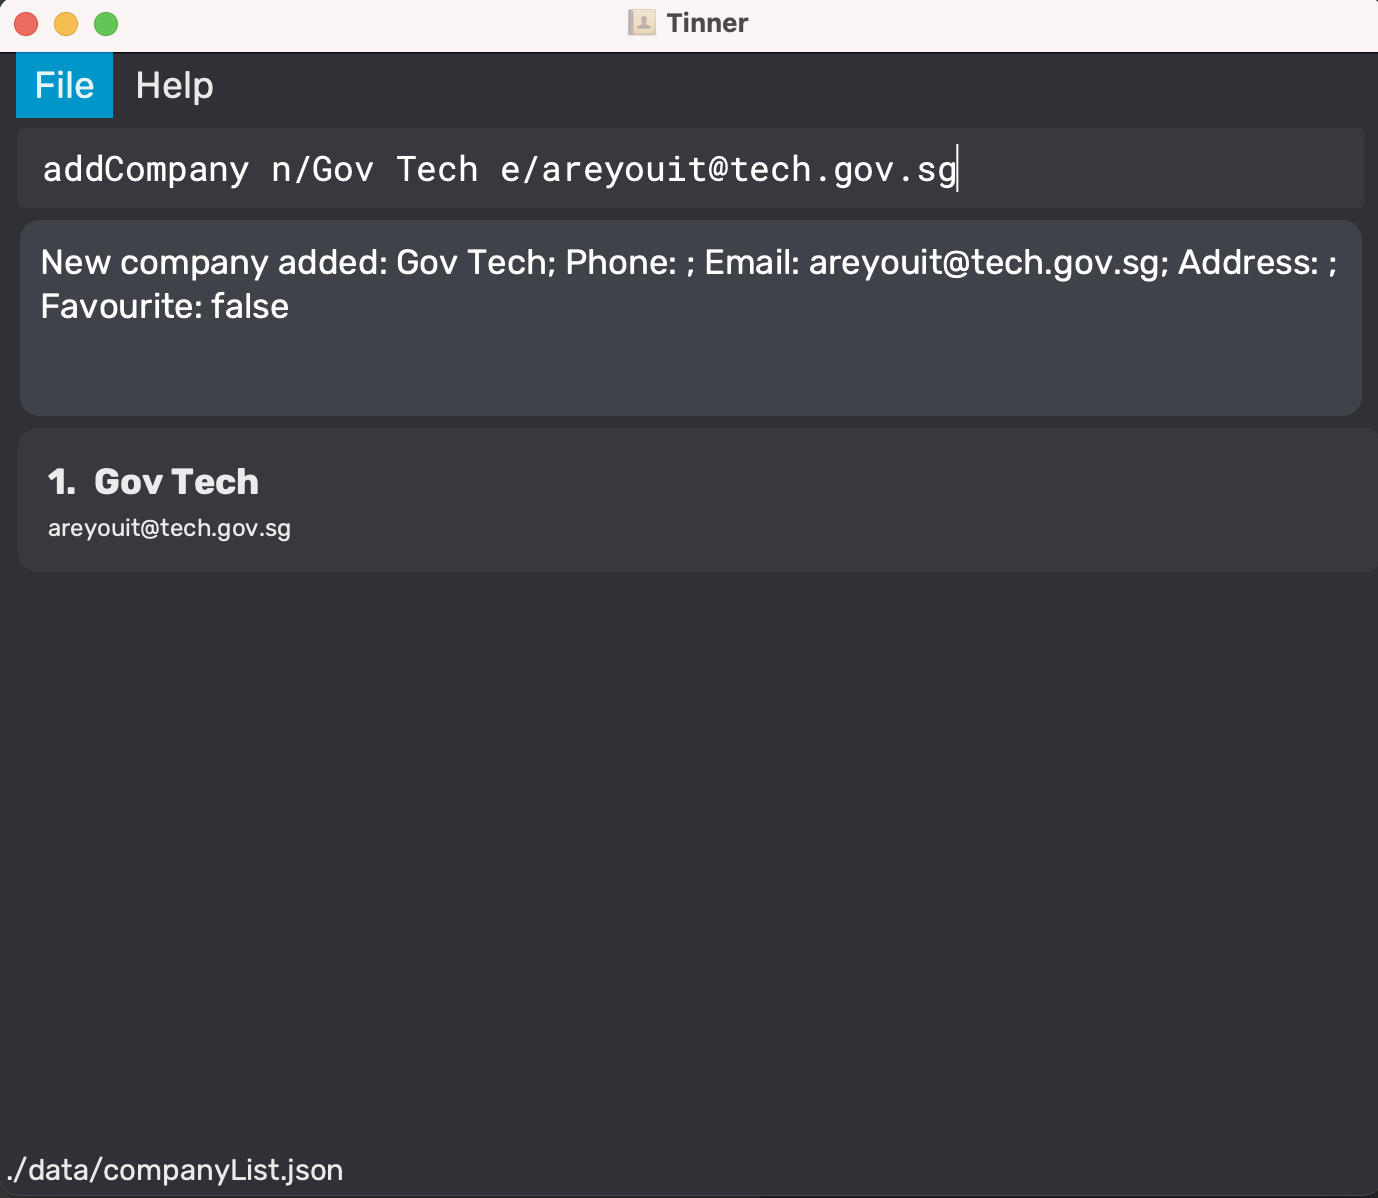 Tinner
File Help
addCompany n/Gov Tech e/areyouit@tech.gov.sg
New company added: Gov Tech; Phone: ; Email: areyouit@tech.gov.sg; Address: ;
Favourite: false
1. Gov Tech
areyouit@tech.gov.sg
./data/companyList.json